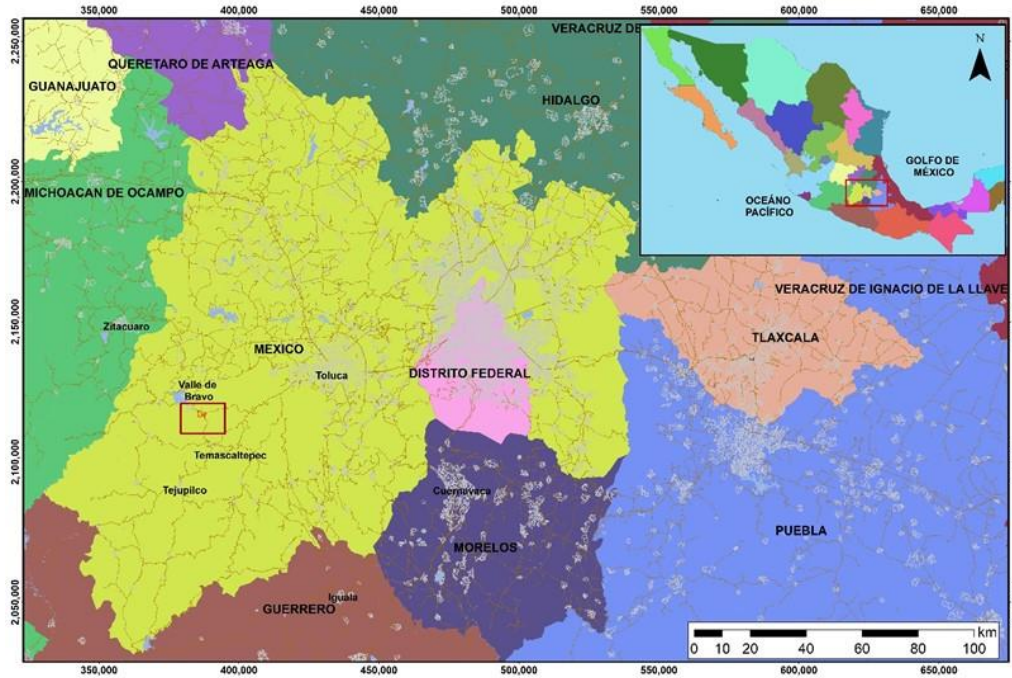 350,000 400,000 450,000 500,000 550,000 600,000 650,000
2,250,000
2,200,000
2,150,000
2,100,000
2,050,000
VERACRUZ DE
QUERETARO DE ARTEAGA
GUANAJUATO
HIDALGO
MICHOACAN DE OCAMPO
N
GOLFO DE
MÉXICO
OCEÁNO
PACÍFICO
VERACRUZ DE IGNACIO DE LA LLAVE
Zitacuaro
TLAXCALA
MEXICO
DISTRITO FEDERAL
Toluca
Valle de
Bravo
Temascaltepec
Tejupilco
Cuernavaca
PUEBLA
MORELOS
Iguala
GUERRERO
km
0 10 20 40 60 80 100
350,000 400,000 450,000 500,000 550,000 600,000 650,000